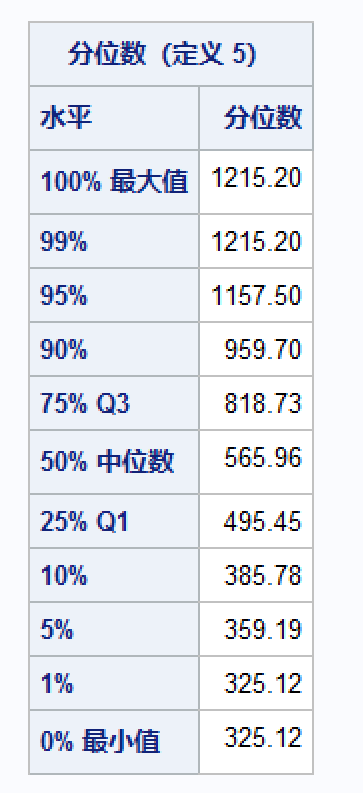 分位数 (定义 5)
水平 分位数
100% 最大值 1215.20
99% 1215.20
95% 1157.50
90% 959.70
75% Q3 818.73
50% 中位数 565.96
25% Q1 495.45
10% 385.78
5% 359.19
1% 325.12
0% 最小值 325.12